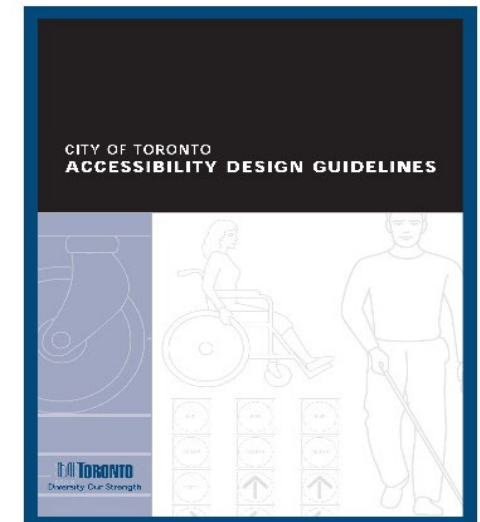 CITY OF TORONTO
ACCESSIBILITY DESIGN GUIDELINES
TORONTO
Diversity Our Strength